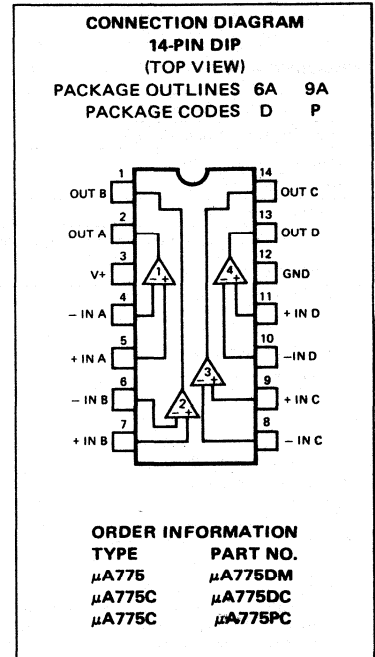 CONNECTION DIAGRAM
14-PIN DIP
(TOP VIEW)
PACKAGE OUTLINES 6A 9A
PACKAGE CODES D P
1 14
OUT B OUT C
2 13
OUT A OUT D
3 12
V+ 1 4 GND
- +
- +
4 11
- IN A + IN D
5 10
+ IN A -IN D
3
- +
6 9
- IN B + IN C
2
- +
7 8
+ IN B - IN C
ORDER INFORMATION
TYPE PART NO.
μA775 μA775DM
μA775C μA775DC
μA775C μA775PC